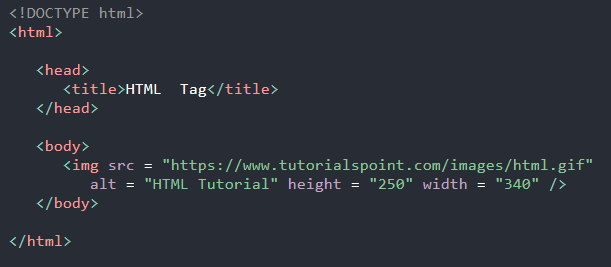 <!DOCTYPE html>
<html>
<head>
<title>HTML  Tag</title>
</head>
<body>
<img src = "https://www.tutorialspoint.com/images/html.gif"
alt = "HTML Tutorial" height = "250" width = "340" />
</body>
</html>